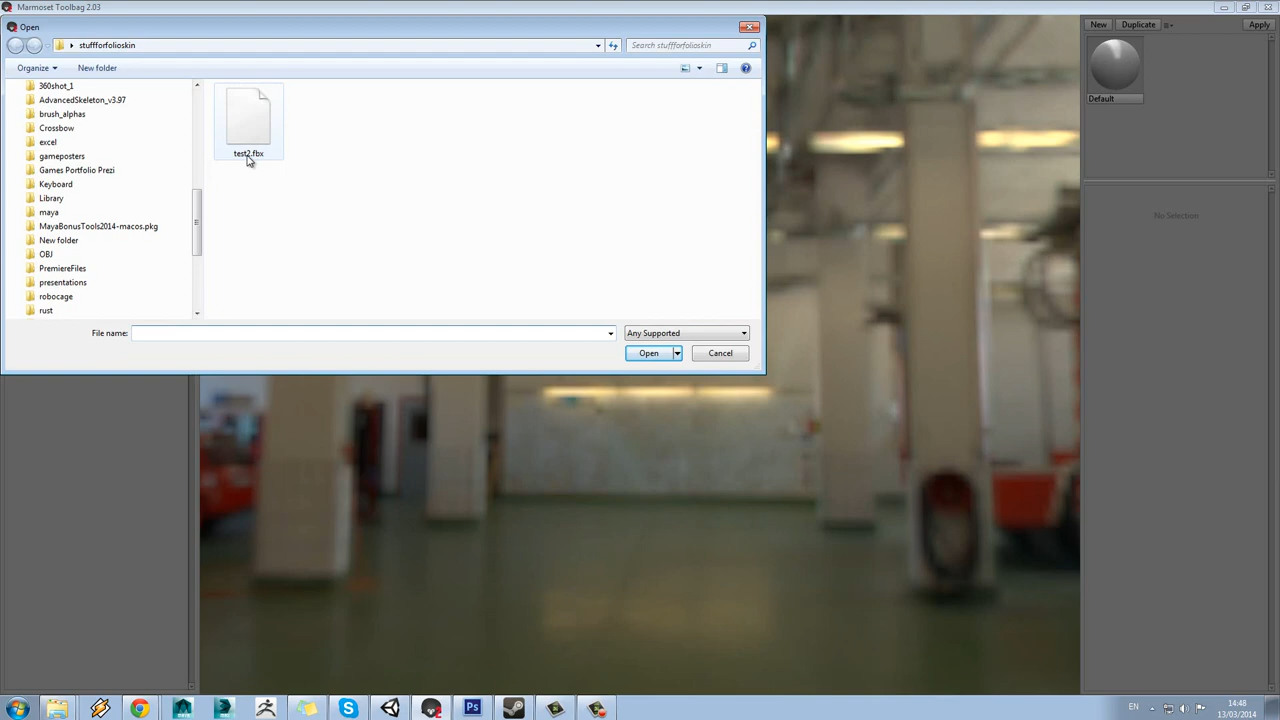 Marmoset Toolbag 2.03
Open
stuffforfolioskin
Search stuffforfolioskin
Organize
New folder
360shot_1
AdvancedSkeleton_v3.97
brush_alphas
Crossbow
excel
gameposters
Games Portfolio Prezi
Keyboard
Library
maya
MayaBonusTools2014-macos.pkg
New folder
OBJ
PremiereFiles
presentations
robocage
rust
test2.fbx
File name:
Any Supported
Open
Cancel
New
Duplicate
Apply
Default
No Selection
EN
14:48
13/03/2014